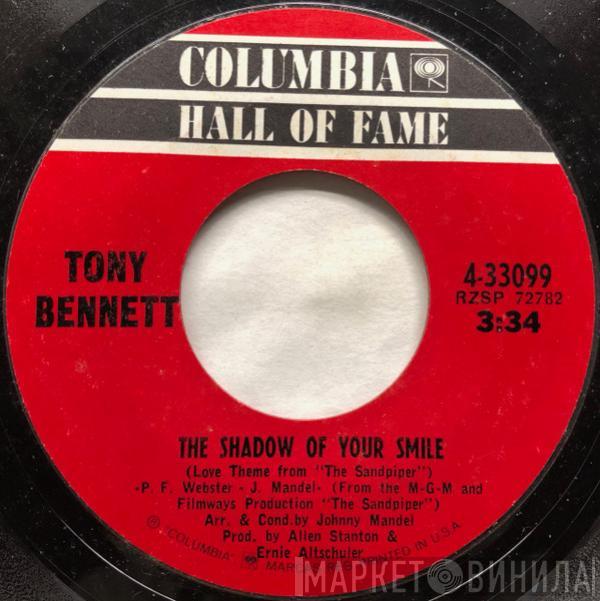 COLUMBIA
HALL OF FAME
TONY
BENNETT
4-33099
RZSP 72782
3:34
THE SHADOW OF YOUR SMILE
(Love Theme from "The Sandpiper")
-P. F. Webster - J. Mandel- (From the M-G-M and
Filmways Production "The Sandpiper")
Arr. & Cond.by Johnny Mandel
Prod. by Allen Stanton &
Ernie Altschuler
® "COLUMBIA" MARCAS REG. PRINTED IN U.S.A.
МАРКЕТ ВИНИЛА